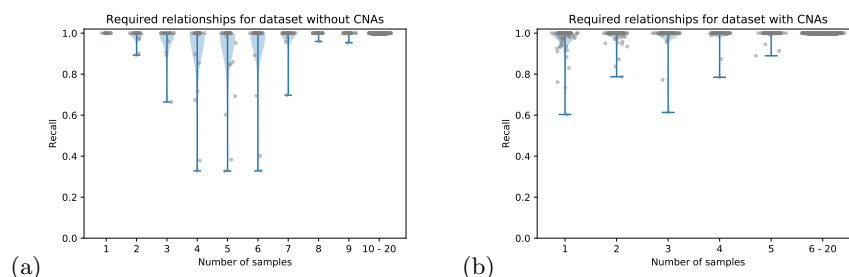 Required relationships for dataset without CNAs
1.0
0.8
0.6
0.4
0.2
0.0
Recall
1 2 3 4 5 6 7 8 9 10 - 20
Number of samples
(a)
Required relationships for dataset with CNAs
1.0
0.8
0.6
0.4
0.2
0.0
Recall
1 2 3 4 5 6 - 20
Number of samples
(b)